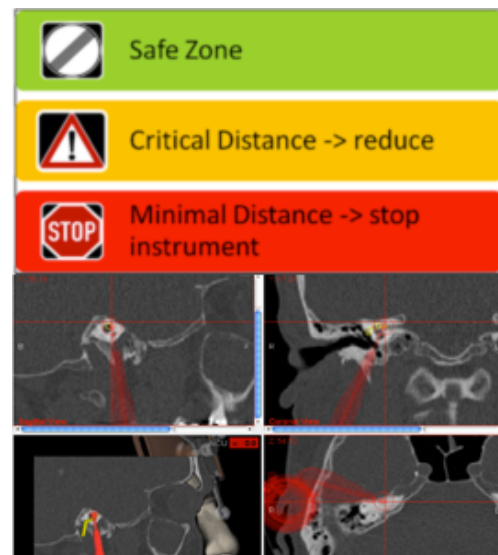 Safe Zone
Critical Distance -> reduce
STOP
Minimal Distance -> stop
instrument